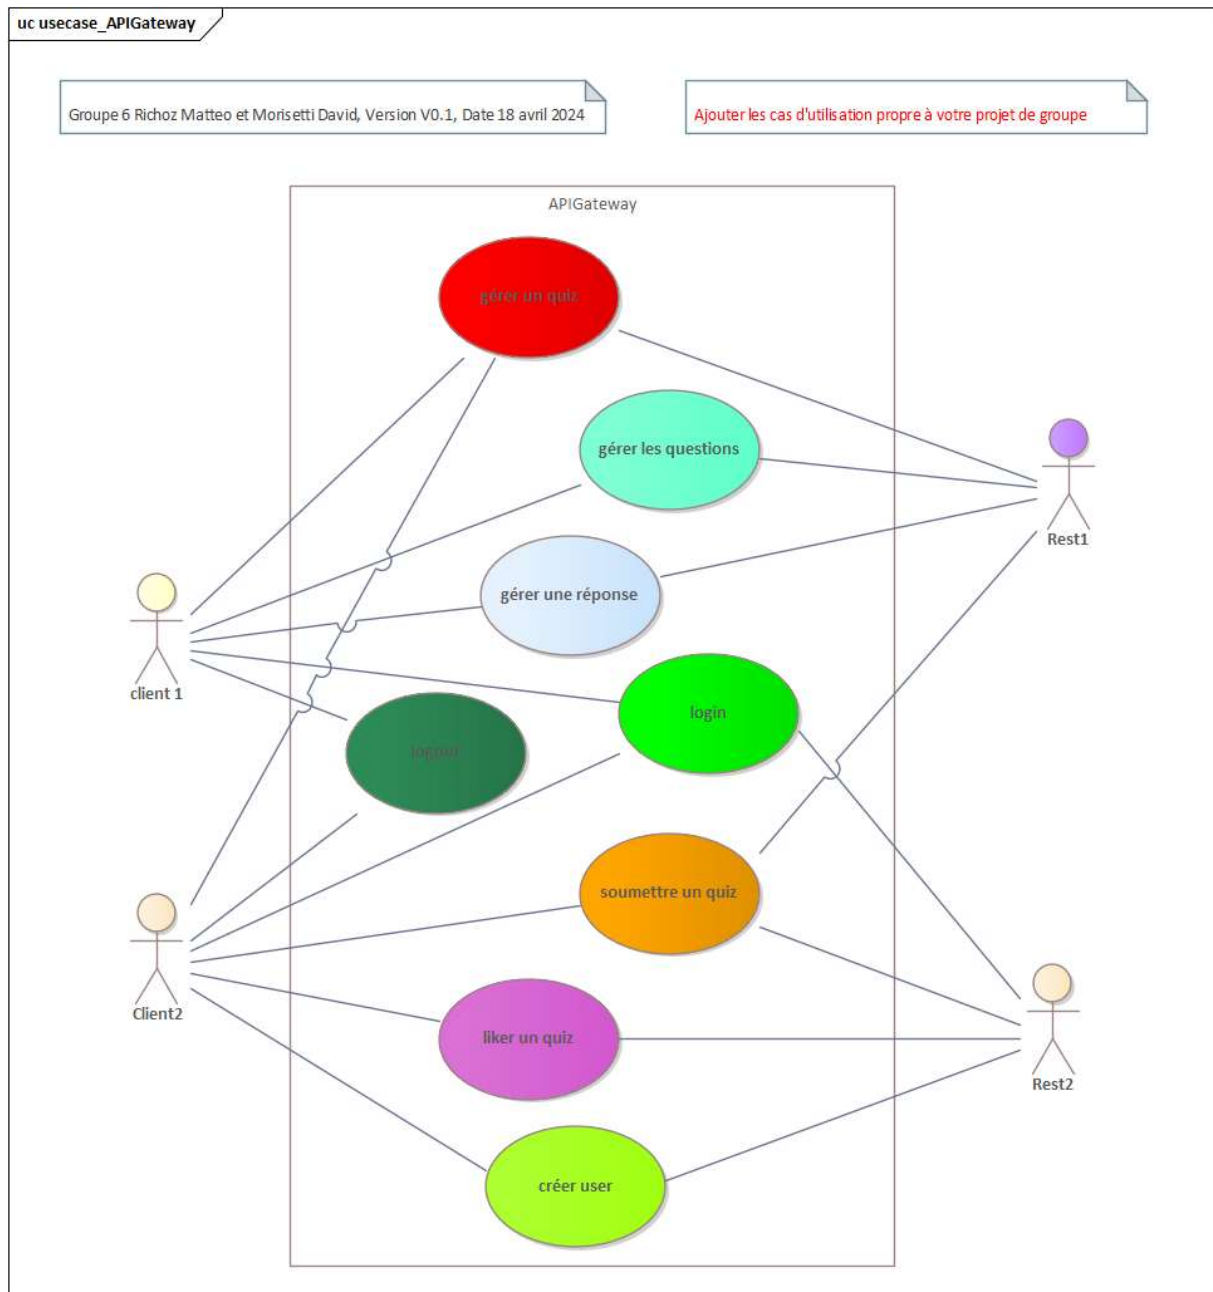 uc usecase_APIGateway
Groupe 6 Richoz Matteo et Morisetti David, Version V0.1, Date 18 avril 2024
Ajouter les cas d'utilisation propre à votre projet de groupe
APIGateway
gérer un quiz
gérer les questions
Rest1
gérer une réponse
client 1
login
logout
soumettre un quiz
Client2
liker un quiz
Rest2
créer user